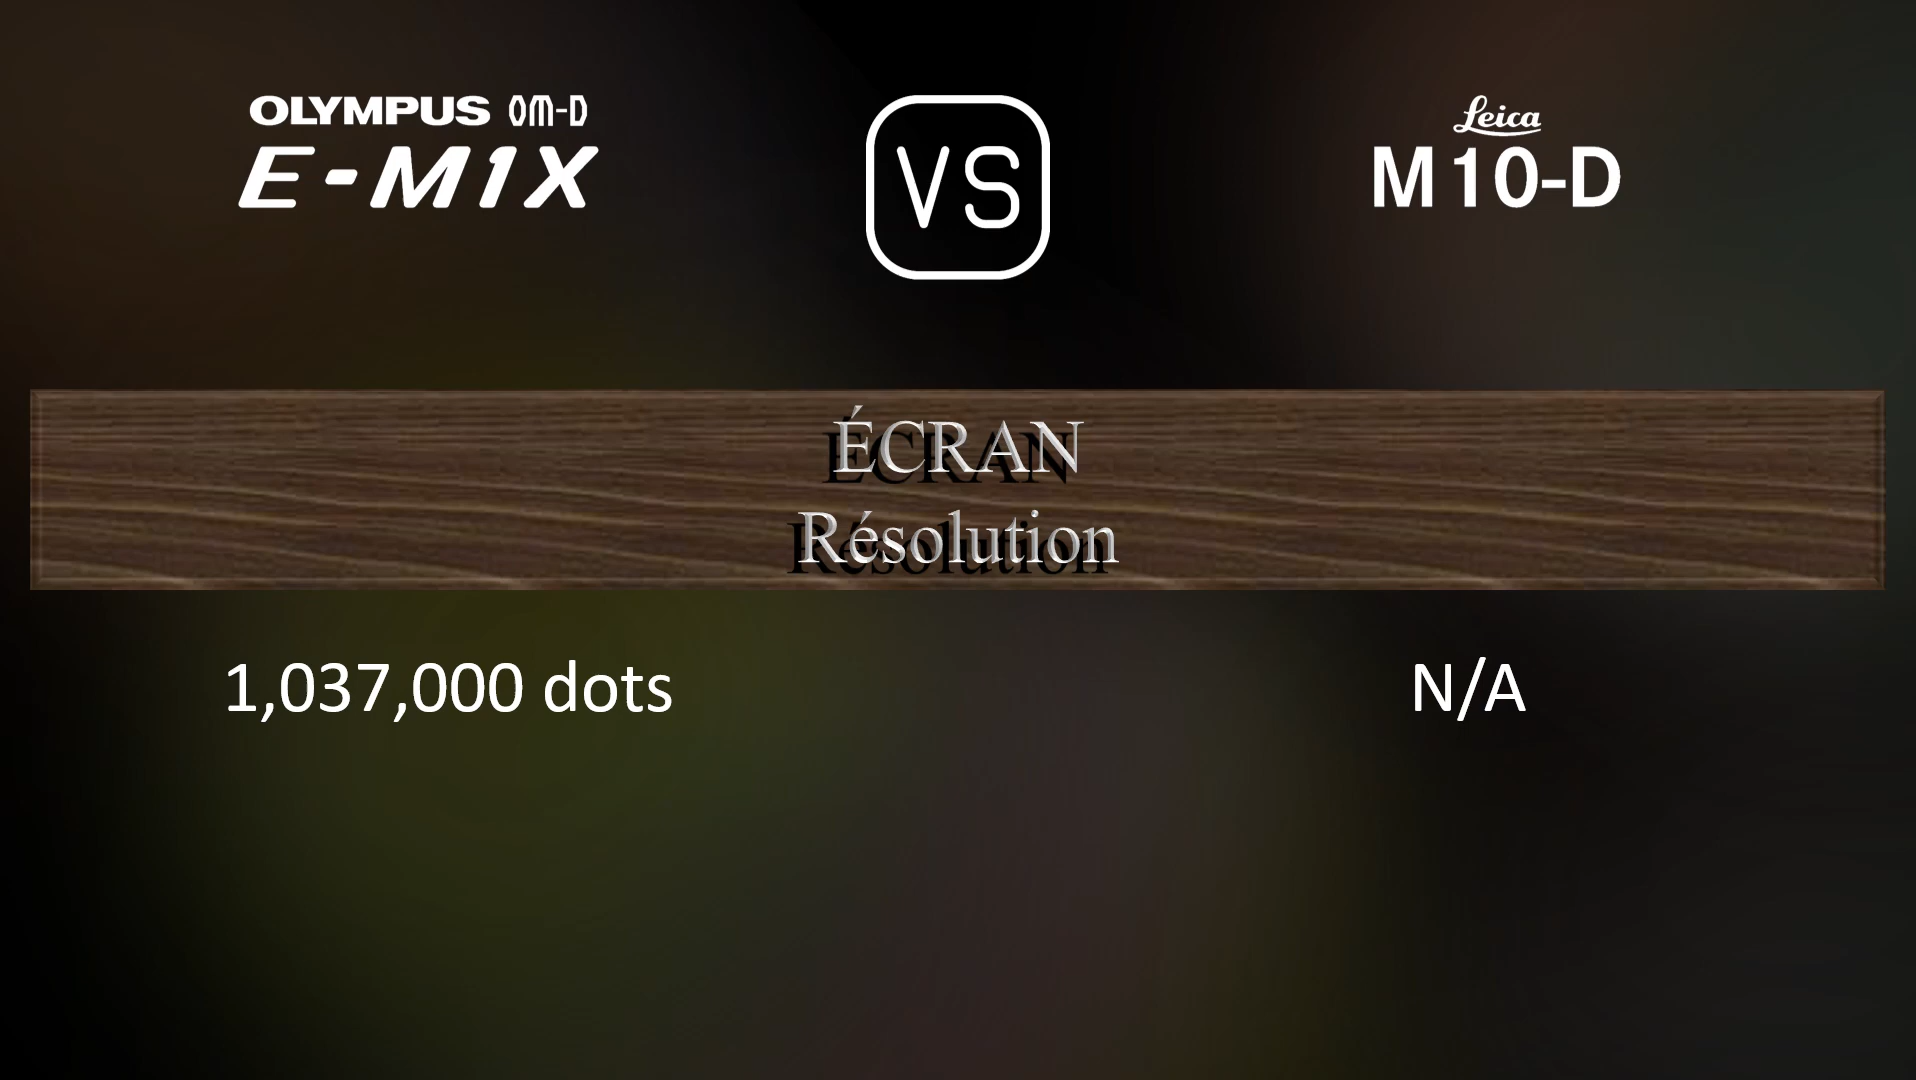 OLYMPUS OM-D
E-M1X
VS
Leica
M10-D
ÉCRAN
Résolution
1,037,000 dots
N/A